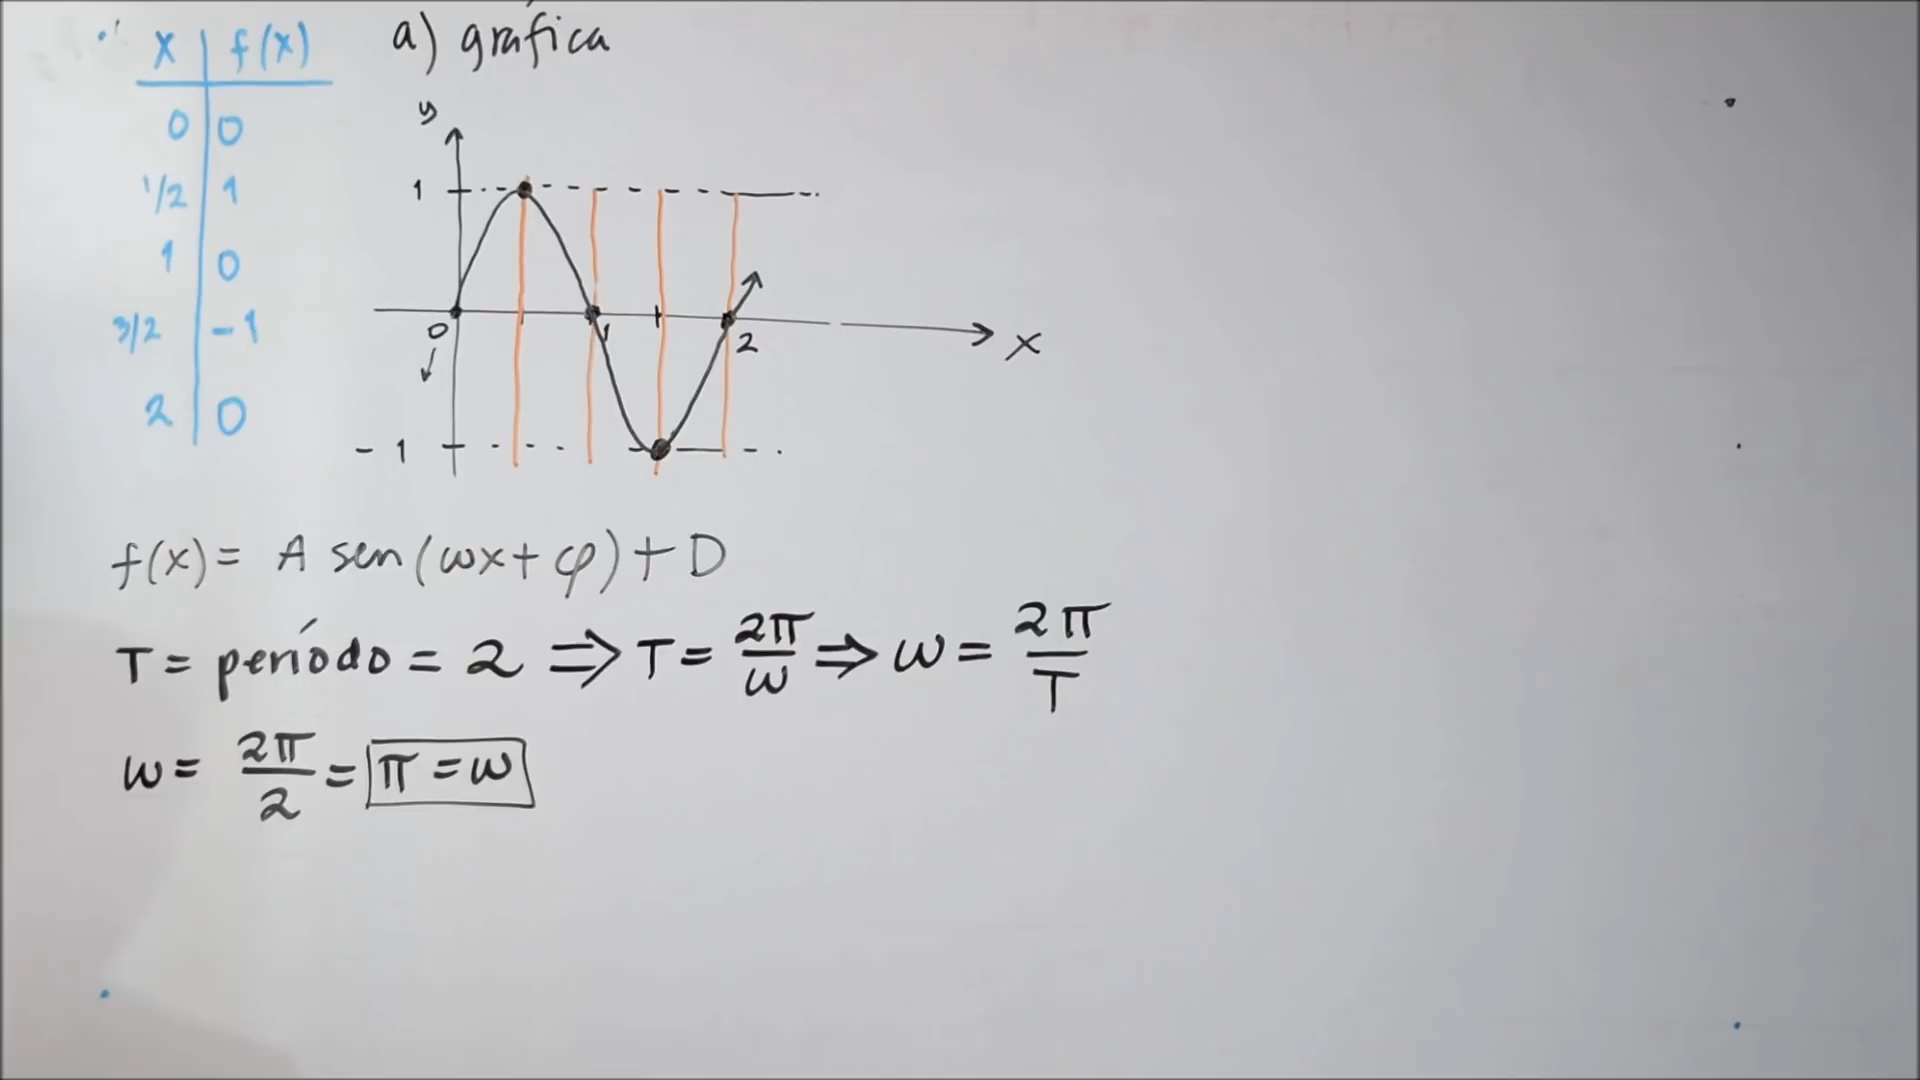 x | f(x)
0 | 0
1/2 | 1
1 | 0
3/2 | -1
2 | 0
a) gráfica
y
1
0
1
2
x
- 1
f(x) = A sen(ωx + φ) + D
T = período = 2 ⇒ T = 2π/ω ⇒ ω = 2π/T
ω = 2π/2 = π = ω